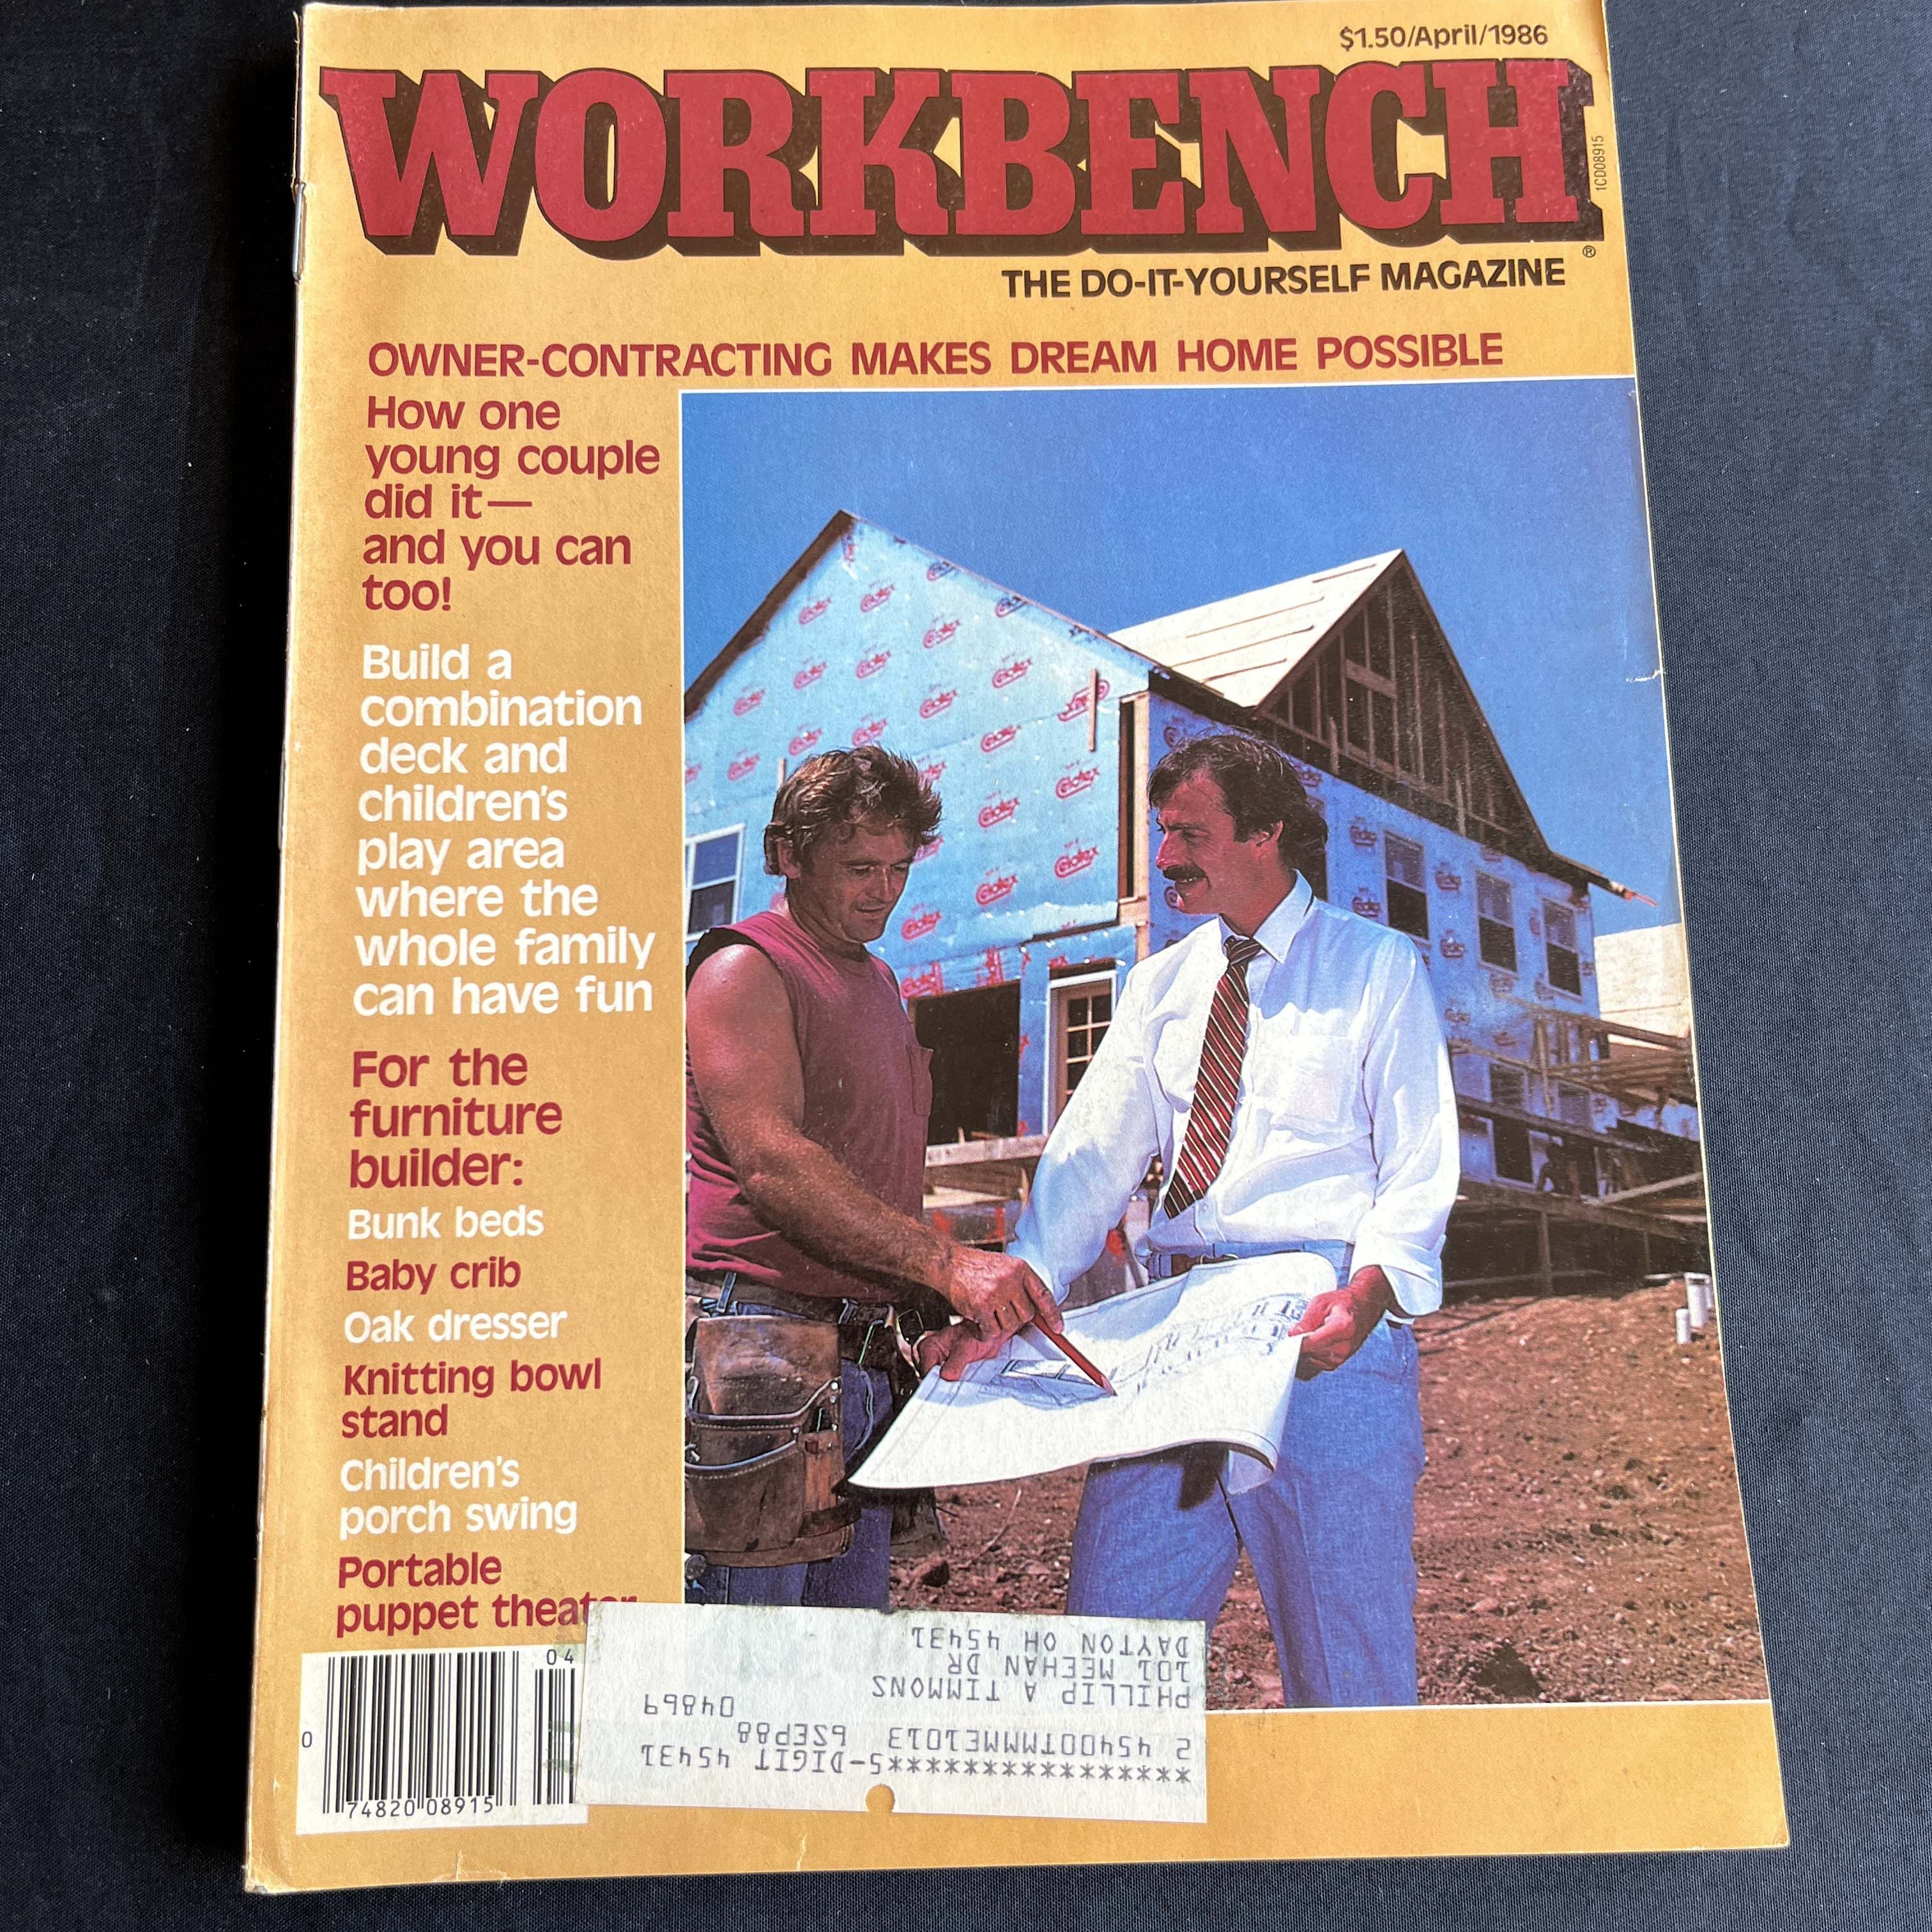 $1.50/April/1986
WORKBENCH
®
1CD08915
THE DO-IT-YOURSELF MAGAZINE
OWNER-CONTRACTING MAKES DREAM HOME POSSIBLE
How one
young couple
did it—
and you can
too!
Build a
combination
deck and
children's
play area
where the
whole family
can have fun
For the
furniture
builder:
Bunk beds
Baby crib
Oak dresser
Knitting bowl
stand
Children's
porch swing
Portable
puppet theater
Celotex
04
0
74820 08915
*****************5-DIGIT 45431
2 45400TMMME1013 6SEP88
04869
PHILLIP A TIMMONS
101 MEEHAN DR
DAYTON OH 45431